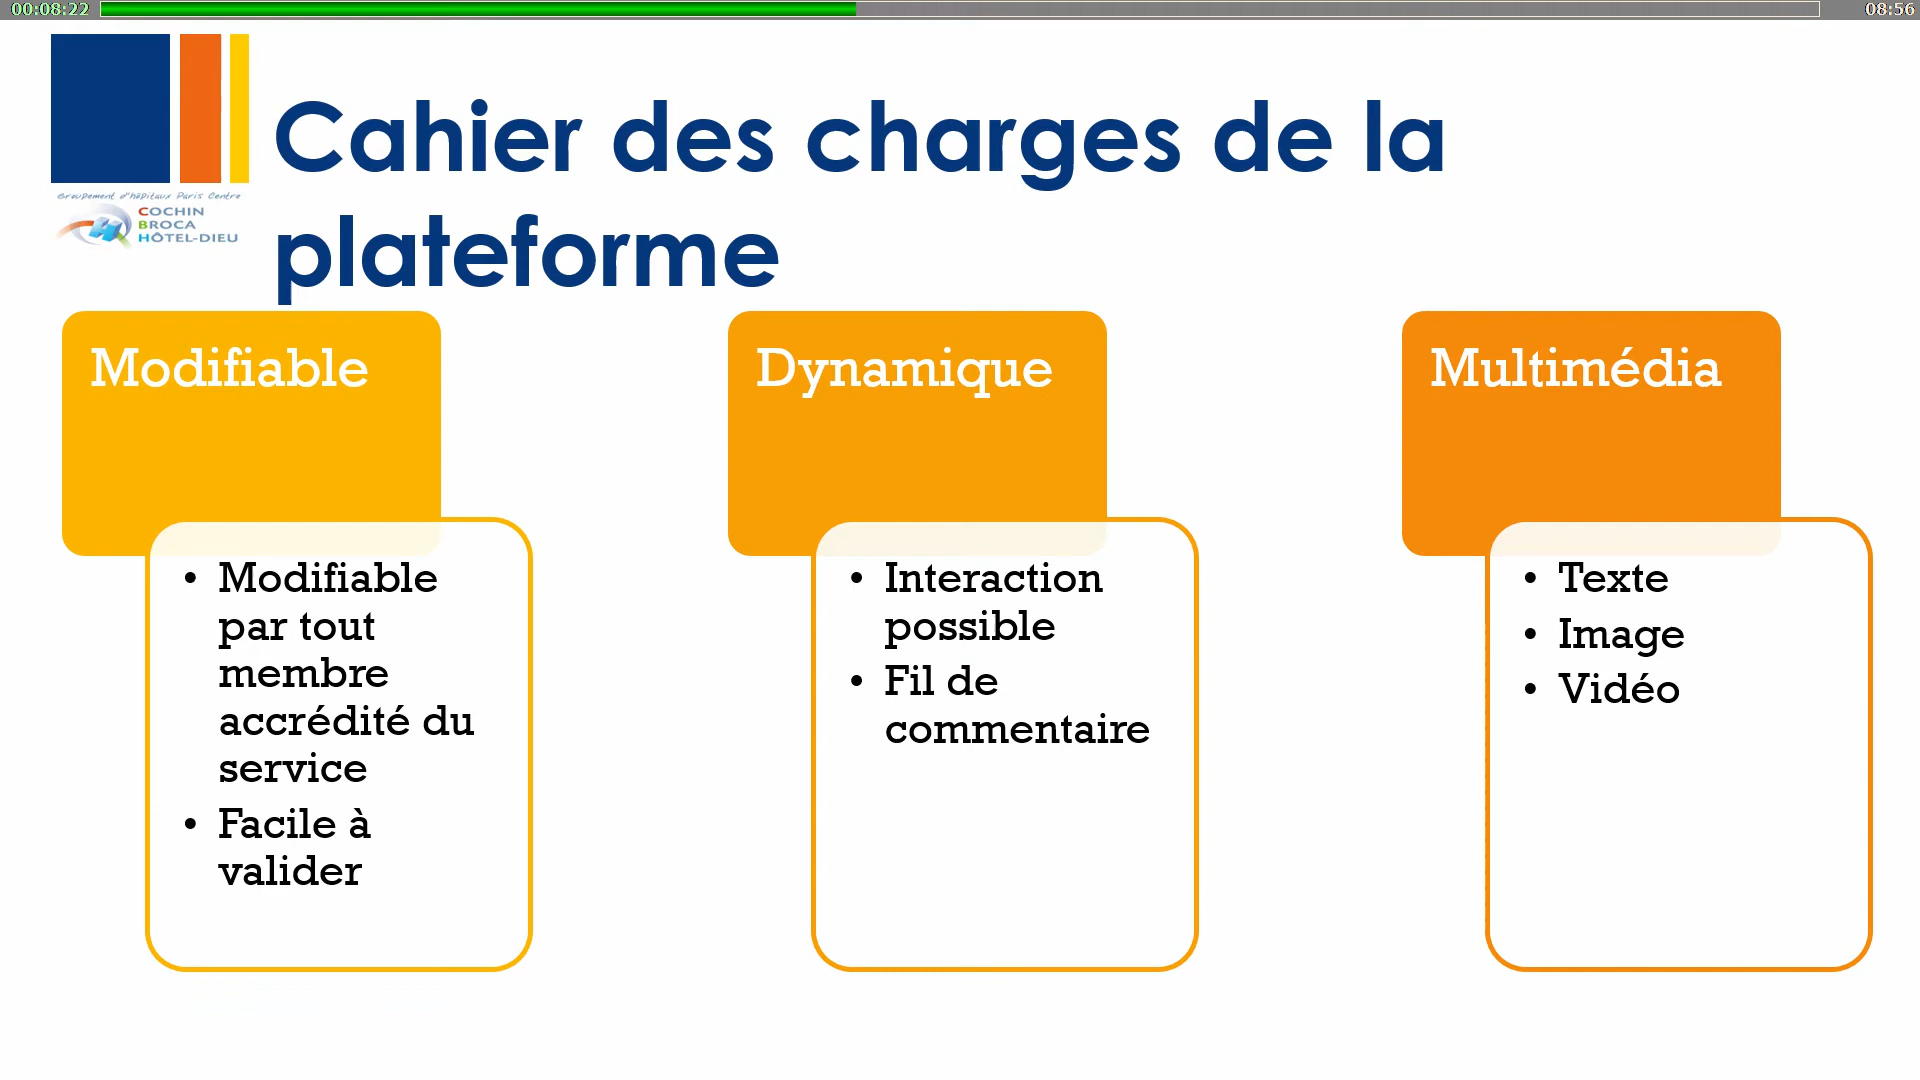 00:08:22
08:56
Cahier des charges de la
plateforme
Groupement d'hôpitaux Paris Centre
COCHIN
BROCA
HÔTEL-DIEU
Modifiable
• Modifiable
par tout
membre
accrédité du
service
• Facile à
valider
Dynamique
• Interaction
possible
• Fil de
commentaire
Multimédia
• Texte
• Image
• Vidéo